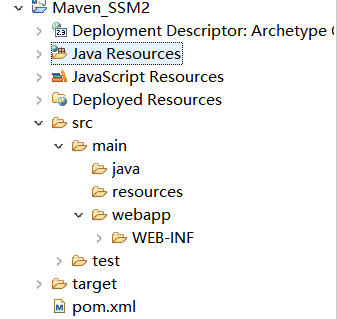 Maven_SSM2
Deployment Descriptor: Archetype
Java Resources
JavaScript Resources
Deployed Resources
src
main
java
resources
webapp
WEB-INF
test
target
pom.xml